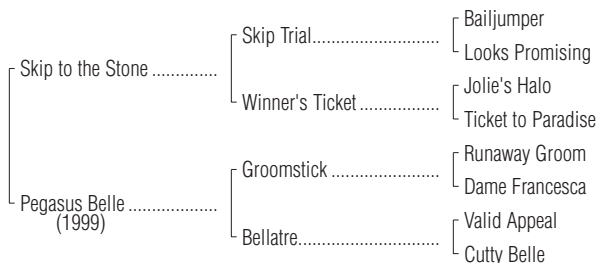 Bailjumper
Skip Trial..........................
Looks Promising
Skip to the Stone .............
Jolie's Halo
Winner's Ticket ................
Ticket to Paradise
Runaway Groom
Groomstick ......................
Dame Francesca
Pegasus Belle ..................
(1999)
Valid Appeal
Bellatre............................
Cutty Belle